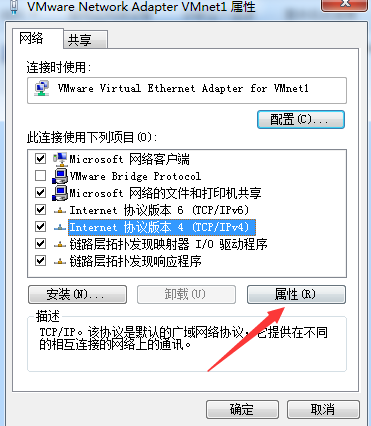 VMware Network Adapter VMnet1 属性
网络
共享
连接时使用:
VMware Virtual Ethernet Adapter for VMnet1
配置(C)...
此连接使用下列项目(O):
Microsoft 网络客户端
VMware Bridge Protocol
Microsoft 网络的文件和打印机共享
Internet 协议版本 6 (TCP/IPv6)
Internet 协议版本 4 (TCP/IPv4)
链路层拓扑发现映射器 I/O 驱动程序
链路层拓扑发现响应程序
安装(N)...
卸载(U)
属性(R)
描述
TCP/IP。该协议是默认的广域网络协议，它提供在不同
的相互连接的网络上的通讯。
确定
取消